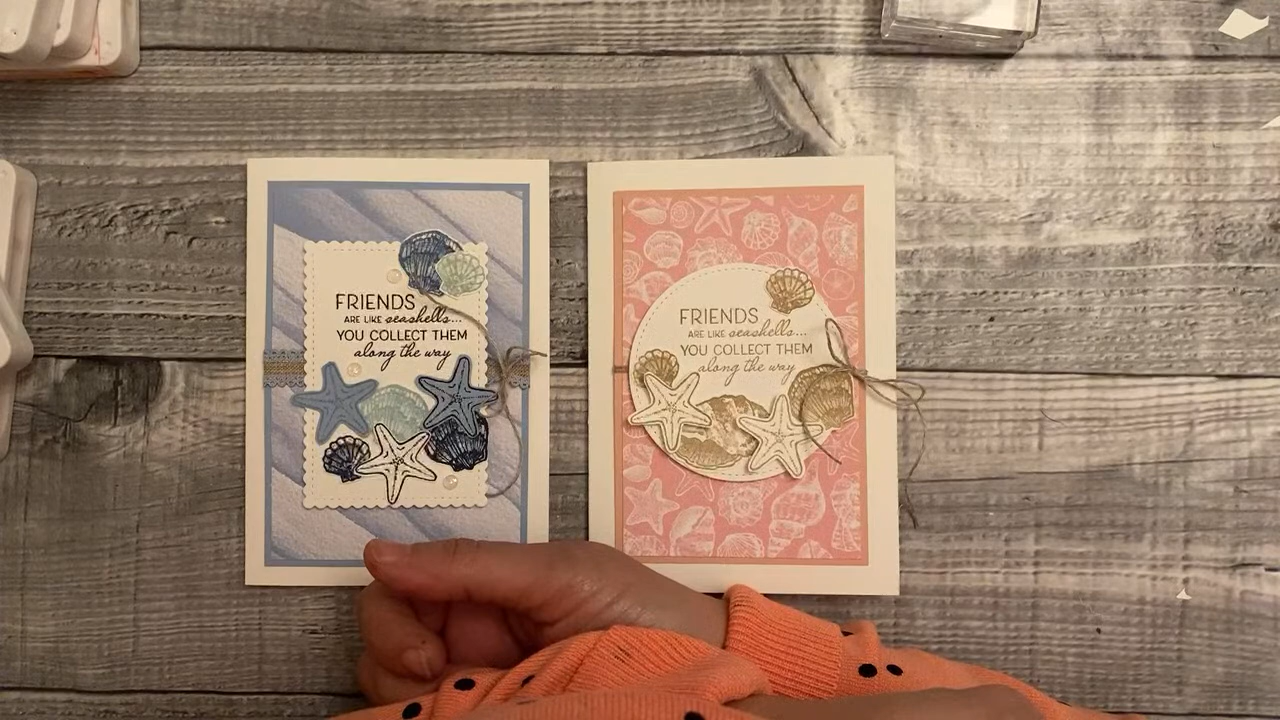 FRIENDS
ARE LIKE seashells...
YOU COLLECT THEM
along the way
FRIENDS
ARE LIKE seashells...
YOU COLLECT THEM
along the way